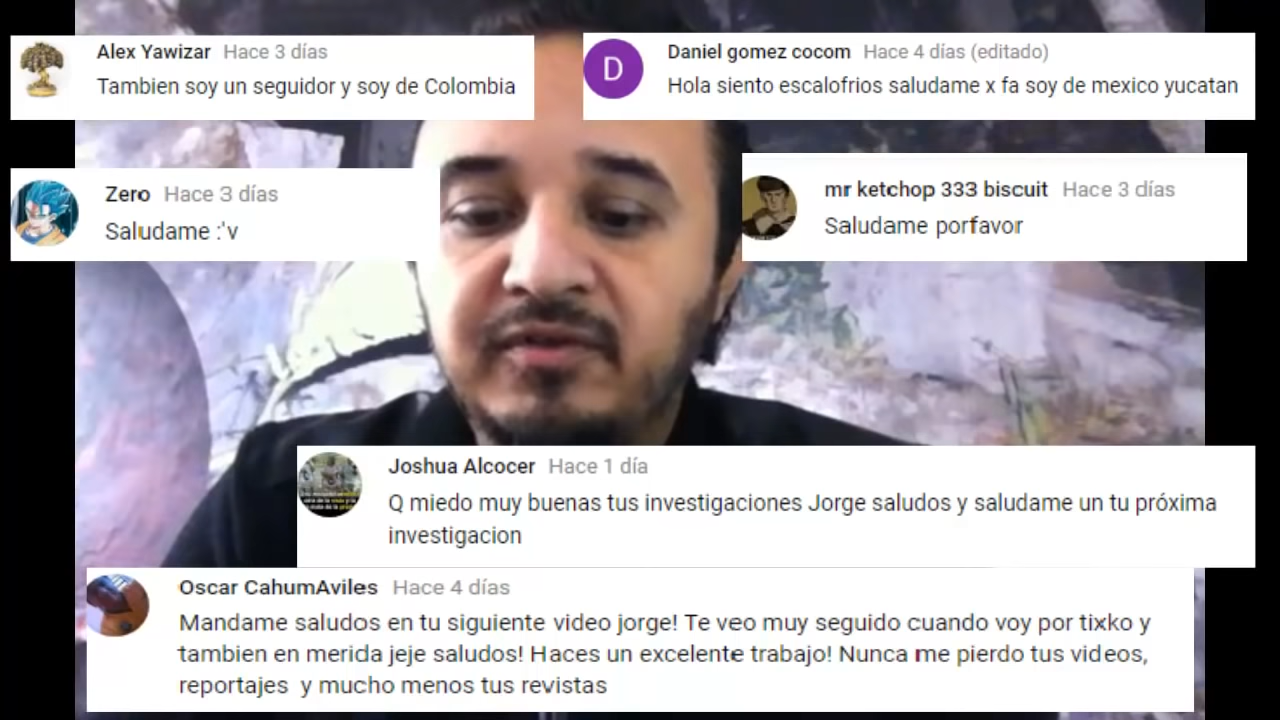 Alex Yawizar Hace 3 días
Tambien soy un seguidor y soy de Colombia
D
Daniel gomez cocom Hace 4 días (editado)
Hola siento escalofrios saludame x fa soy de mexico yucatan
Zero Hace 3 días
Saludame :'v
mr ketchop 333 biscuit Hace 3 días
Saludame porfavor
Joshua Alcocer Hace 1 día
Q miedo muy buenas tus investigaciones Jorge saludos y saludame un tu próxima
investigacion
Oscar CahumAviles Hace 4 días
Mandame saludos en tu siguiente video jorge! Te veo muy seguido cuando voy por tixko y
tambien en merida jeje saludos! Haces un excelente trabajo! Nunca me pierdo tus videos,
reportajes y mucho menos tus revistas